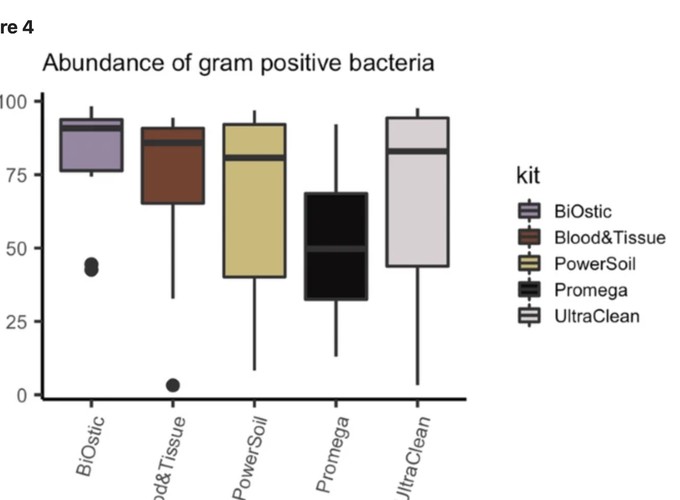 re 4
Abundance of gram positive bacteria
100
75
50
25
0
BiOstic
od&Tissue
PowerSoil
Promega
UltraClean
kit
BiOstic
Blood&Tissue
PowerSoil
Promega
UltraClean